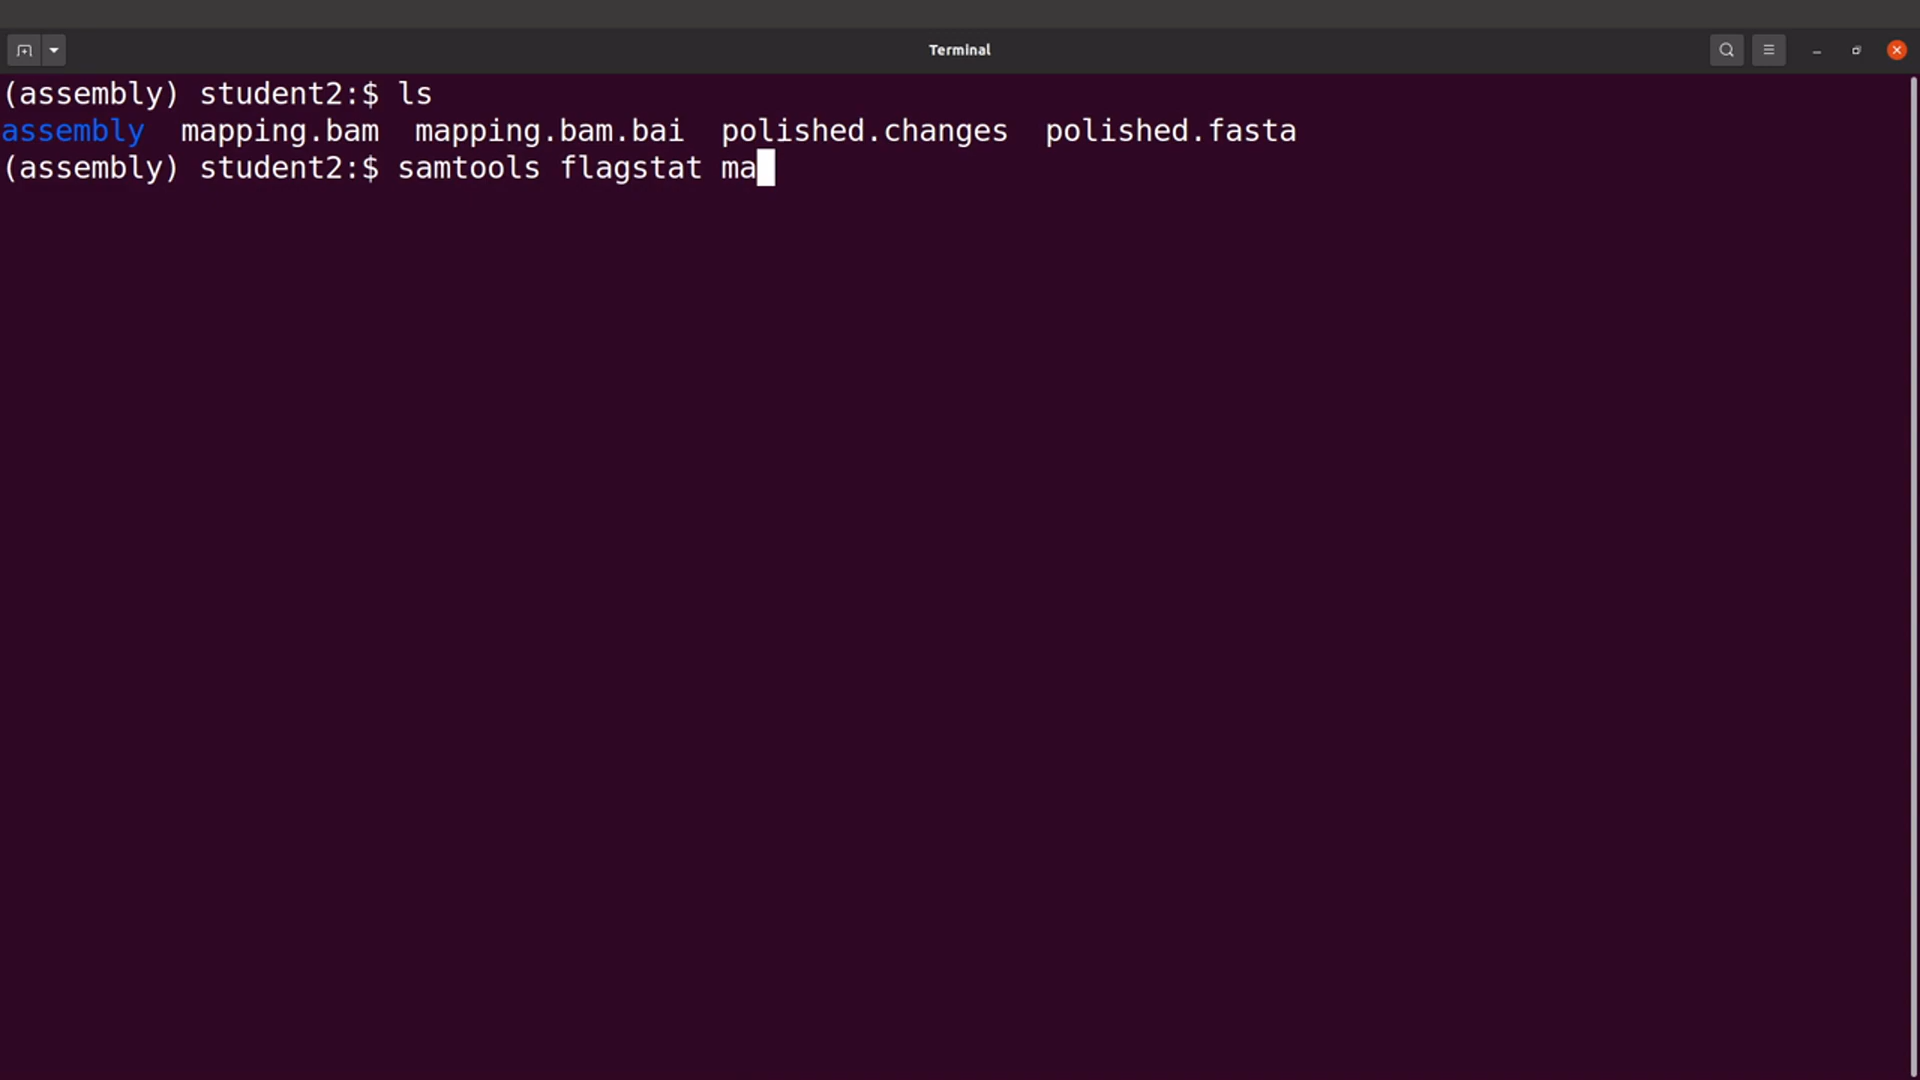 Terminal
(assembly) student2:$ ls
assembly  mapping.bam  mapping.bam.bai  polished.changes  polished.fasta
(assembly) student2:$ samtools flagstat ma